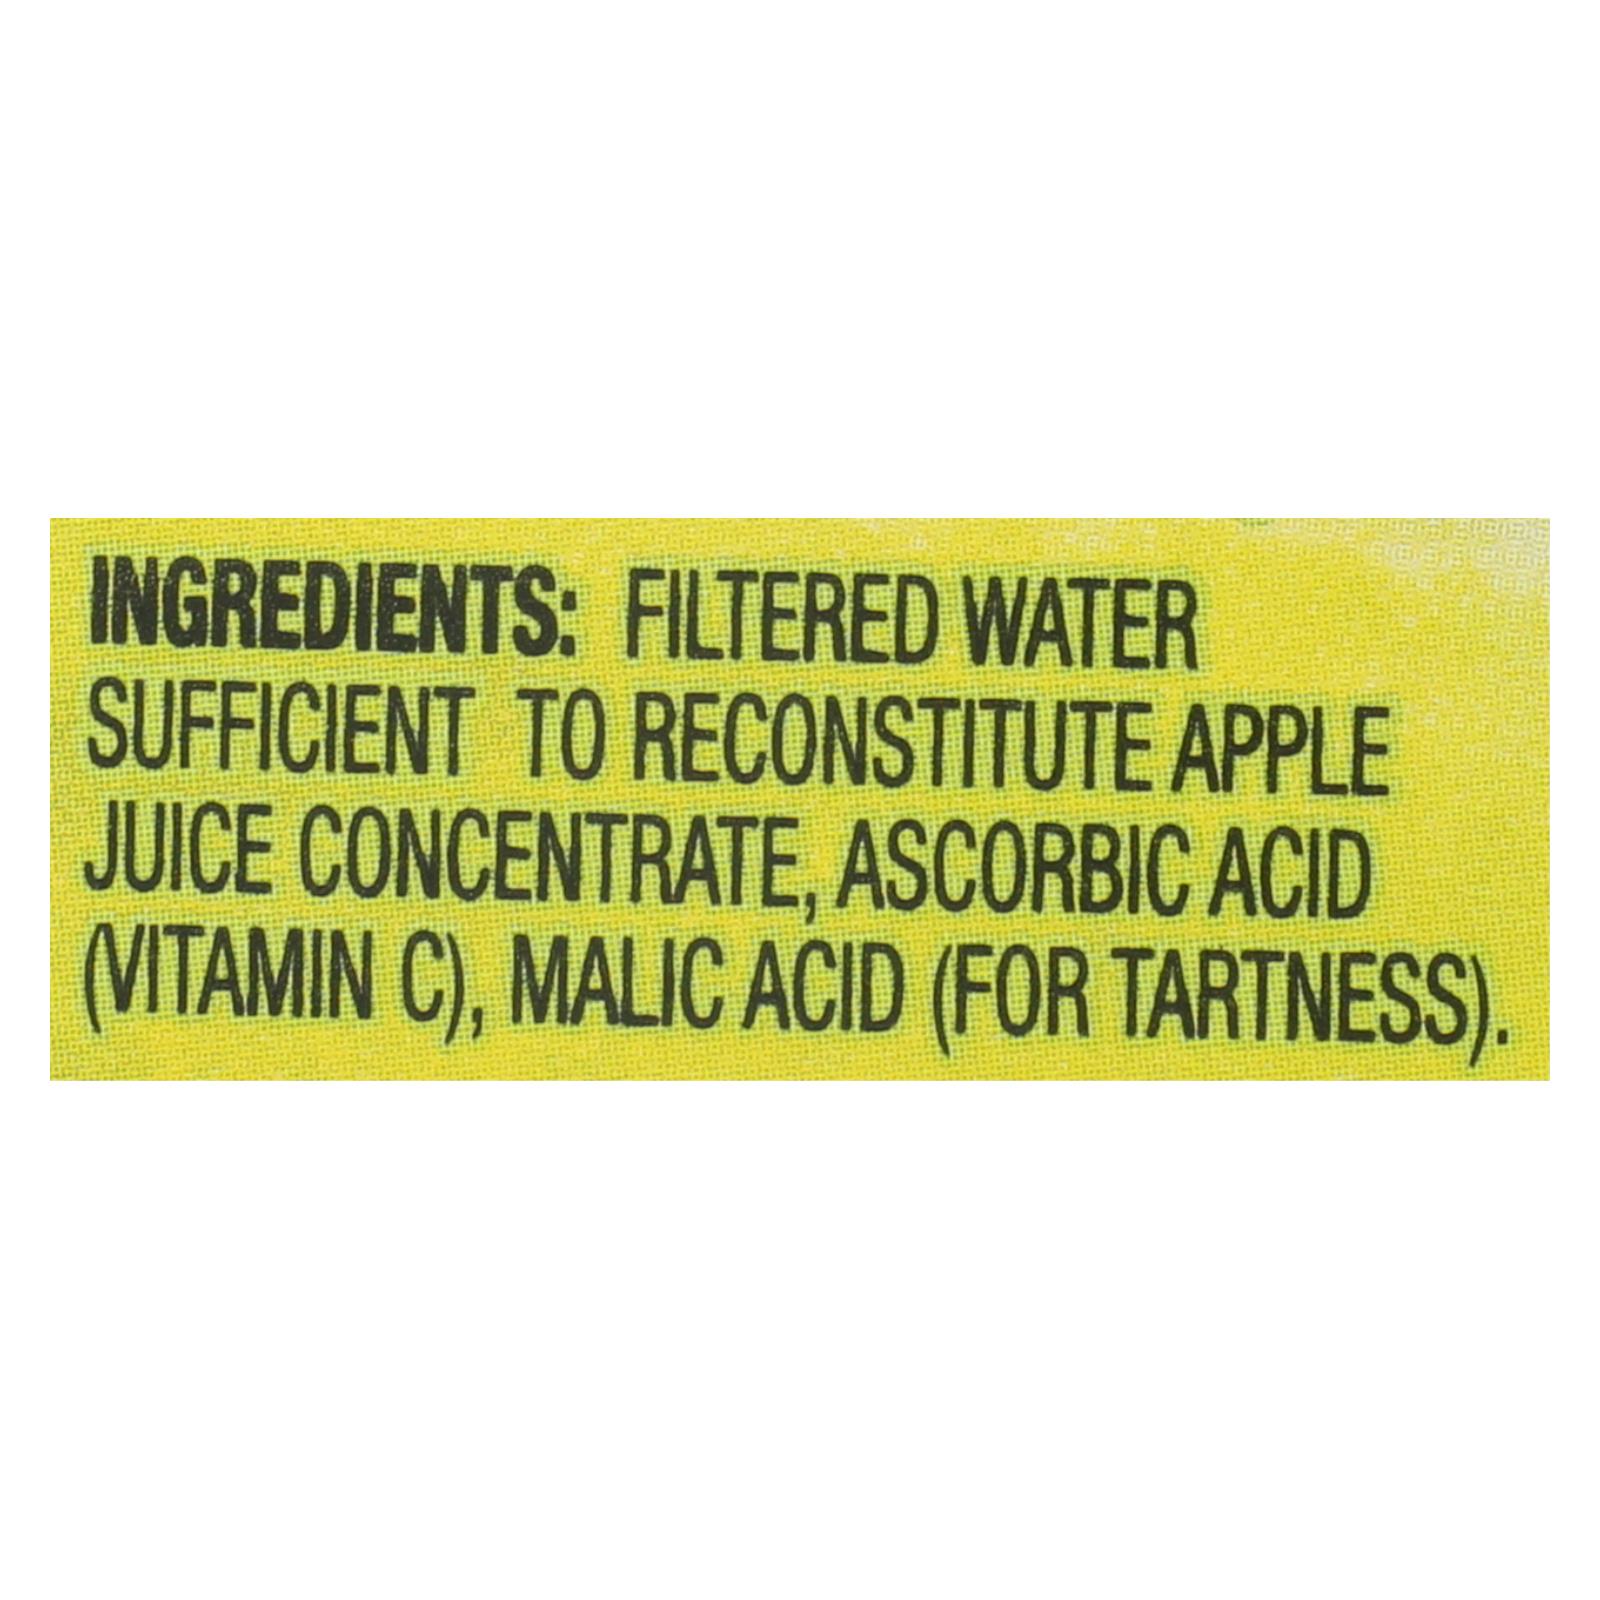 INGREDIENTS: FILTERED WATER
SUFFICIENT TO RECONSTITUTE APPLE
JUICE CONCENTRATE, ASCORBIC ACID
(VITAMIN C), MALIC ACID (FOR TARTNESS).